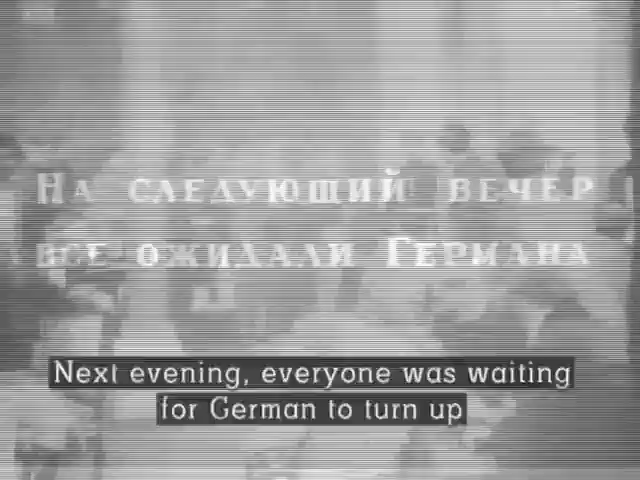 На следующий вечер
все ожидали Германа
Next evening, everyone was waiting
for German to turn up